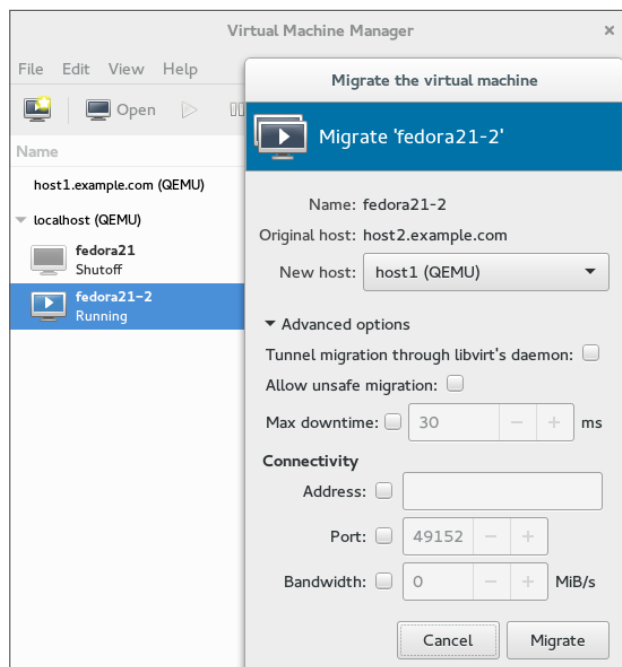 Virtual Machine Manager ×
File Edit View Help
Open
Name
host1.example.com (QEMU)
localhost (QEMU)
fedora21
Shutoff
fedora21-2
Running
Migrate the virtual machine
Migrate 'fedora21-2'
Name: fedora21-2
Original host: host2.example.com
New host: host1 (QEMU)
Advanced options
Tunnel migration through libvirt's daemon:
Allow unsafe migration:
Max downtime: 30 − + ms
Connectivity
Address:
Port: 49152 − +
Bandwidth: 0 − + MiB/s
Cancel Migrate